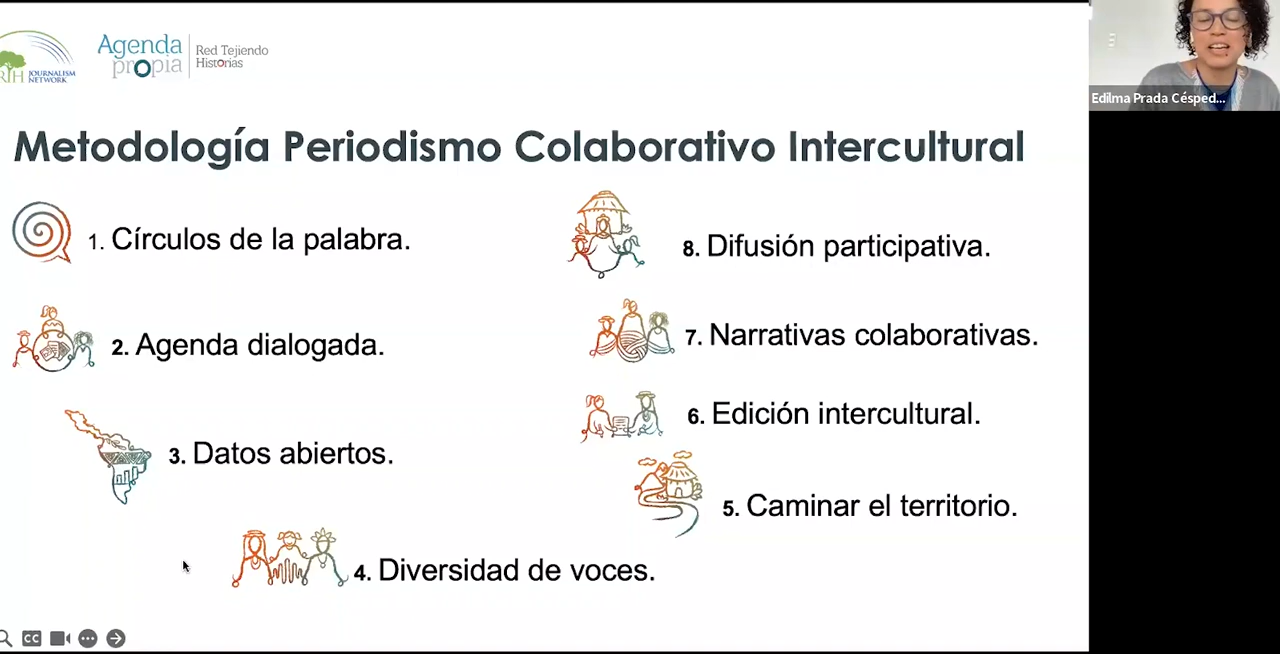 JOURNALISM
NETWORK
Agenda
propia
Red Tejiendo
Historias
Edilma Prada Césped...
Metodología Periodismo Colaborativo Intercultural
1. Círculos de la palabra.
2. Agenda dialogada.
3. Datos abiertos.
4. Diversidad de voces.
5. Caminar el territorio.
6. Edición intercultural.
7. Narrativas colaborativas.
8. Difusión participativa.
CC